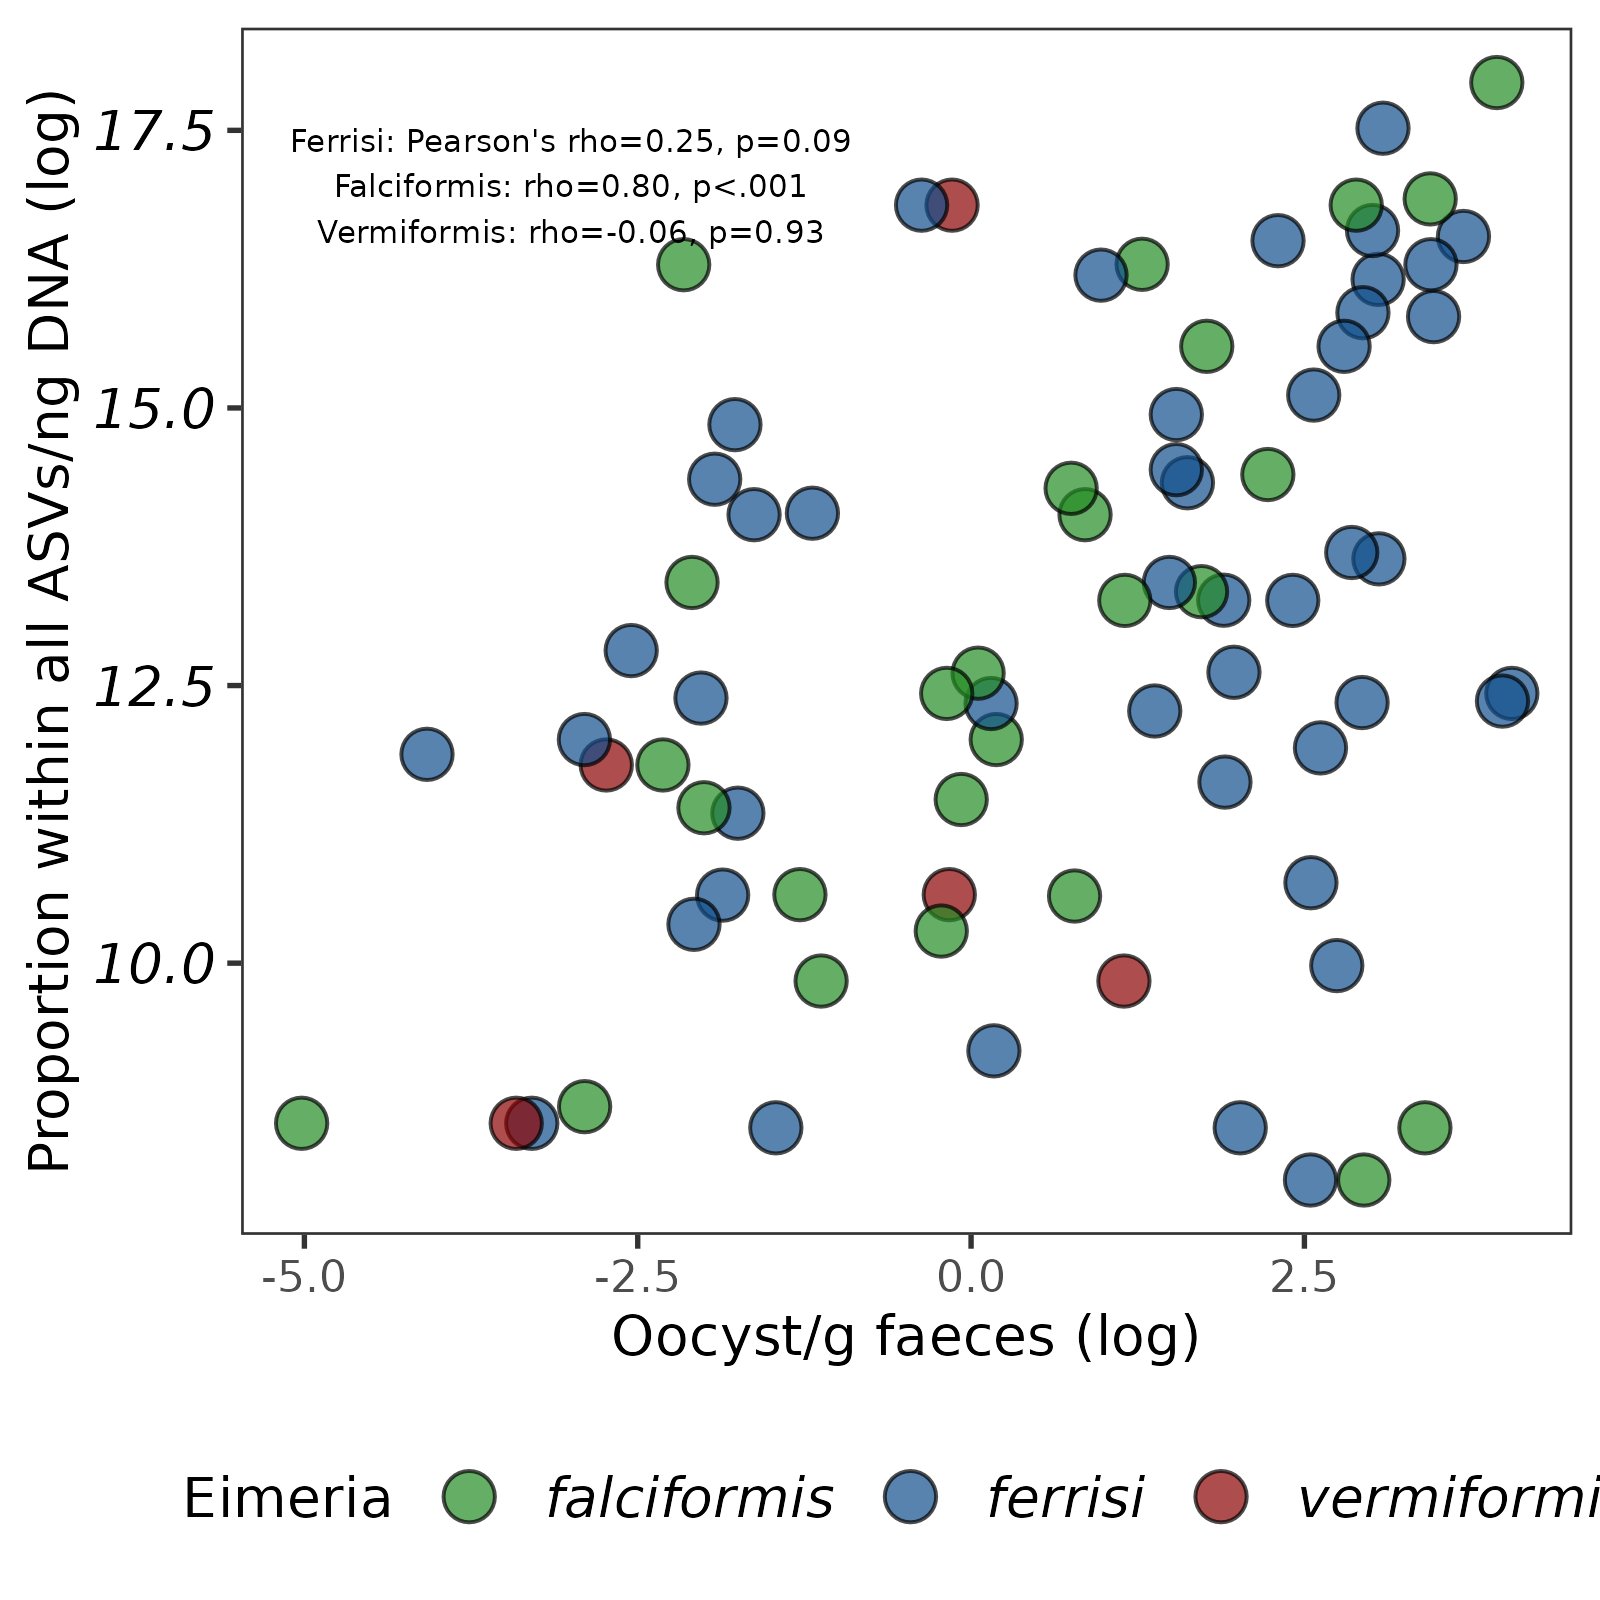 Proportion within all ASVs/ng DNA (log)
17.5
15.0
12.5
10.0
Ferrisi: Pearson's rho=0.25, p=0.09
Falciformis: rho=0.80, p<.001
Vermiformis: rho=-0.06, p=0.93
-5.0 -2.5 0.0 2.5
Oocyst/g faeces (log)
Eimeria falciformis ferrisi vermiformi